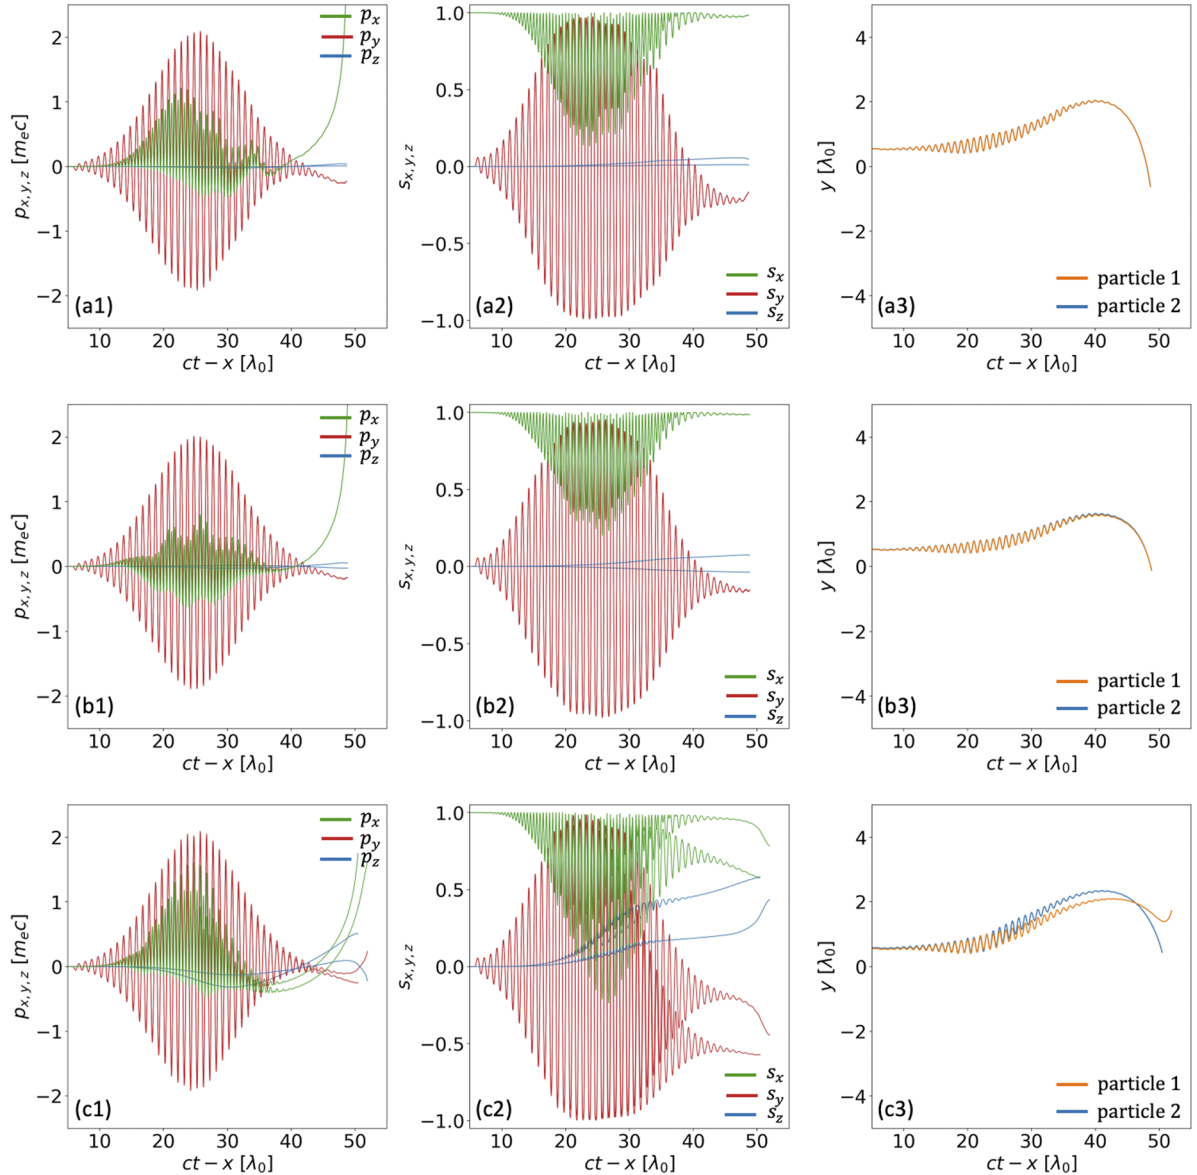 2
1
0
−1
−2
p_{x, y, z} [m_e c]
p_x
p_y
p_z
(a1)
10 20 30 40 50
ct − x [λ_0]
1.0
0.5
0.0
−0.5
−1.0
s_{x, y, z}
s_x
s_y
s_z
(a2)
10 20 30 40 50
ct − x [λ_0]
4
2
0
−2
−4
y [λ_0]
particle 1
particle 2
(a3)
10 20 30 40 50
ct − x [λ_0]
2
1
0
−1
−2
p_{x, y, z} [m_e c]
p_x
p_y
p_z
(b1)
10 20 30 40 50
ct − x [λ_0]
1.0
0.5
0.0
−0.5
−1.0
s_{x, y, z}
s_x
s_y
s_z
(b2)
10 20 30 40 50
ct − x [λ_0]
4
2
0
−2
−4
y [λ_0]
particle 1
particle 2
(b3)
10 20 30 40 50
ct − x [λ_0]
2
1
0
−1
−2
p_{x, y, z} [m_e c]
p_x
p_y
p_z
(c1)
10 20 30 40 50
ct − x [λ_0]
1.0
0.5
0.0
−0.5
−1.0
s_{x, y, z}
s_x
s_y
s_z
(c2)
10 20 30 40 50
ct − x [λ_0]
4
2
0
−2
−4
y [λ_0]
particle 1
particle 2
(c3)
10 20 30 40 50
ct − x [λ_0]